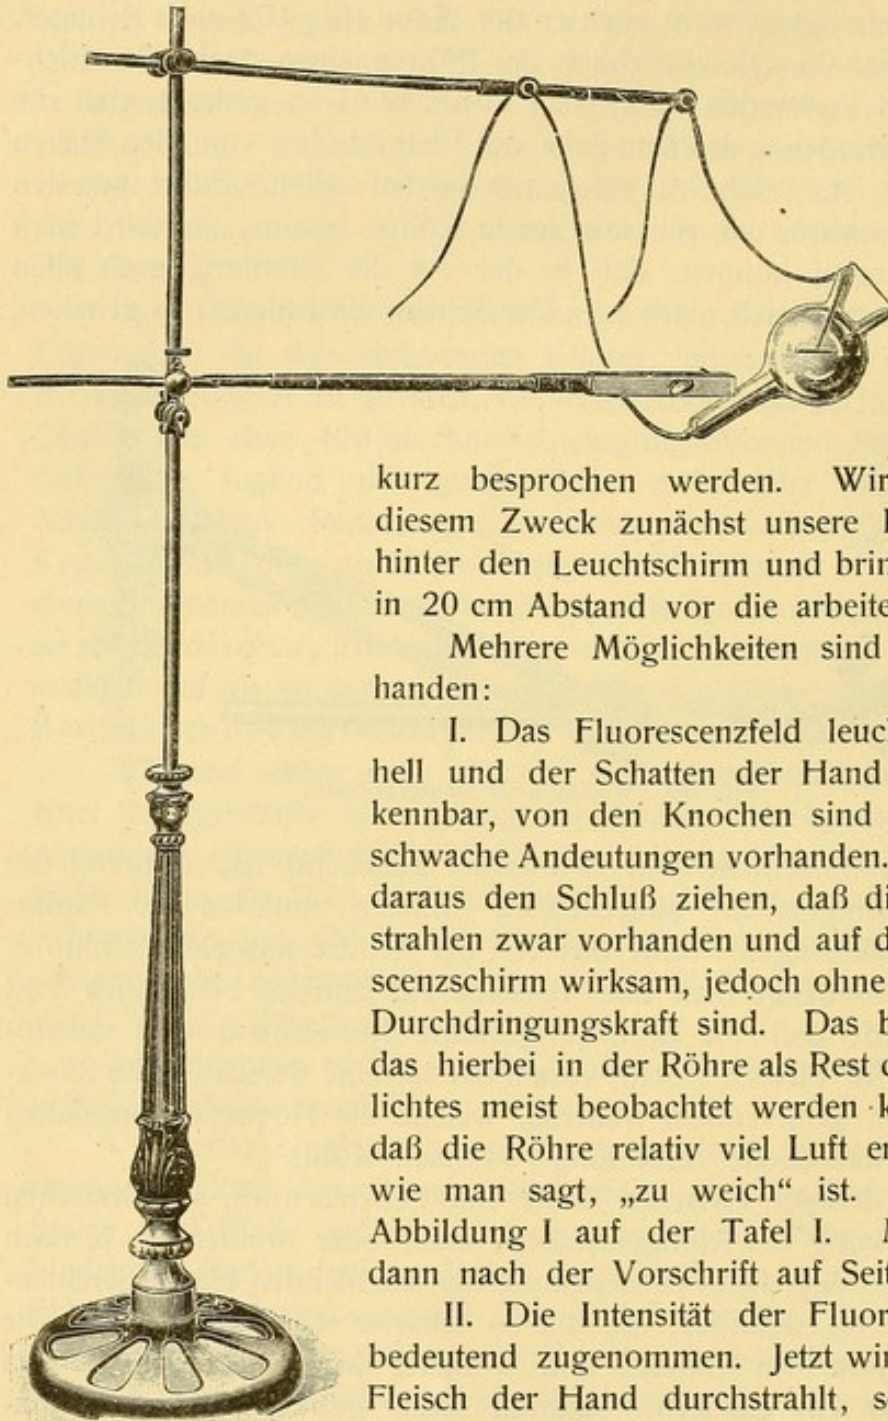 kurz besprochen werden. Wir
diesem Zweck zunächst unsere
hinter den Leuchtschirm und brin
in 20 cm Abstand vor die arbeite
Mehrere Möglichkeiten sind
handen:
I. Das Fluorescenzfeld leuc
hell und der Schatten der Hand
kennbar, von den Knochen sind
schwache Andeutungen vorhanden.
daraus den Schluß ziehen, daß di
strahlen zwar vorhanden und auf d
scenzschirm wirksam, jedoch ohne
Durchdringungskraft sind. Das
das hierbei in der Röhre als Rest
lichtes meist beobachtet werden k
daß die Röhre relativ viel Luft en
wie man sagt, „zu weich“ ist.
Abbildung I auf der Tafel I.
dann nach der Vorschrift auf Seit
II. Die Intensität der Fluor
bedeutend zugenommen. Jetzt wir
Fleisch der Hand durchstrahlt, s